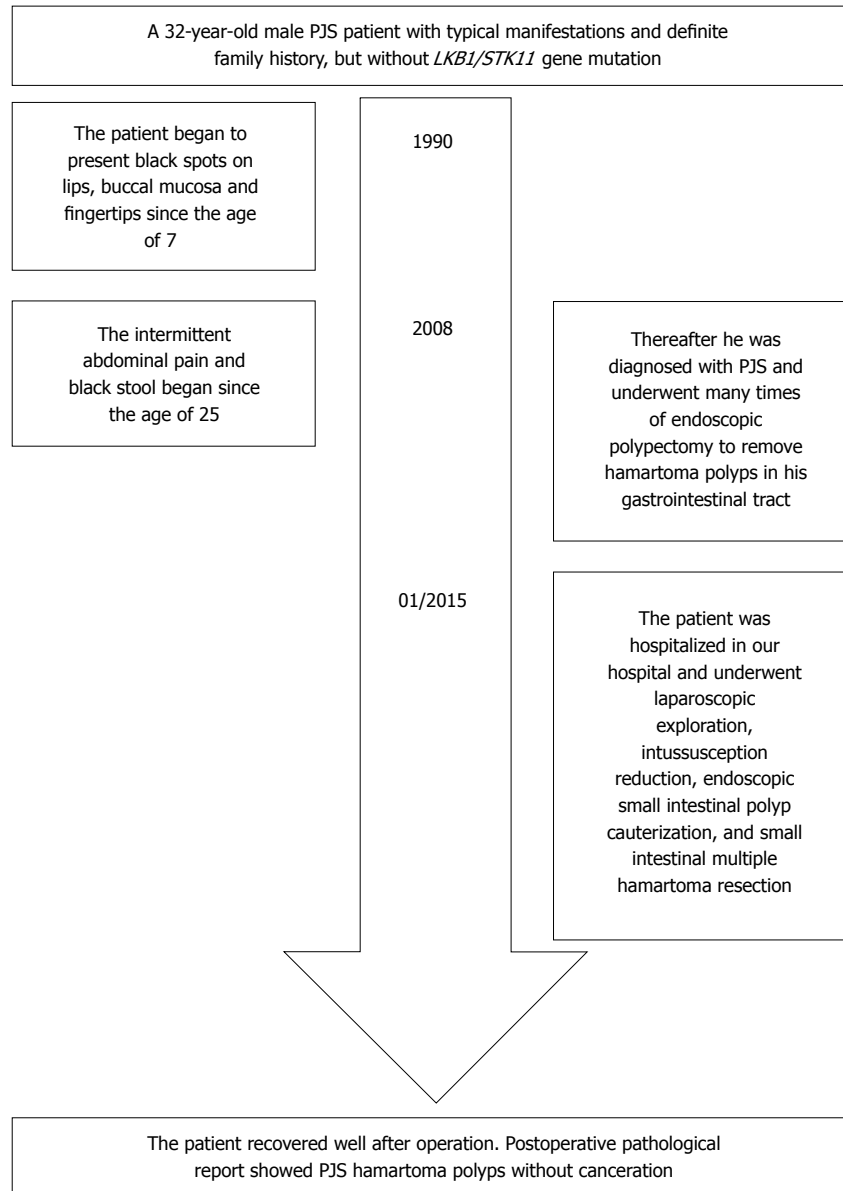 A 32-year-old male PJS patient with typical manifestations and definite
family history, but without LKB1/STK11 gene mutation
The patient began to
present black spots on
lips, buccal mucosa and
fingertips since the age
of 7
1990
The intermittent
abdominal pain and
black stool began since
the age of 25
2008
Thereafter he was
diagnosed with PJS and
underwent many times
of endoscopic
polypectomy to remove
hamartoma polyps in his
gastrointestinal tract
01/2015
The patient was
hospitalized in our
hospital and underwent
laparoscopic
exploration,
intussusception
reduction, endoscopic
small intestinal polyp
cauterization, and small
intestinal multiple
hamartoma resection
The patient recovered well after operation. Postoperative pathological
report showed PJS hamartoma polyps without canceration